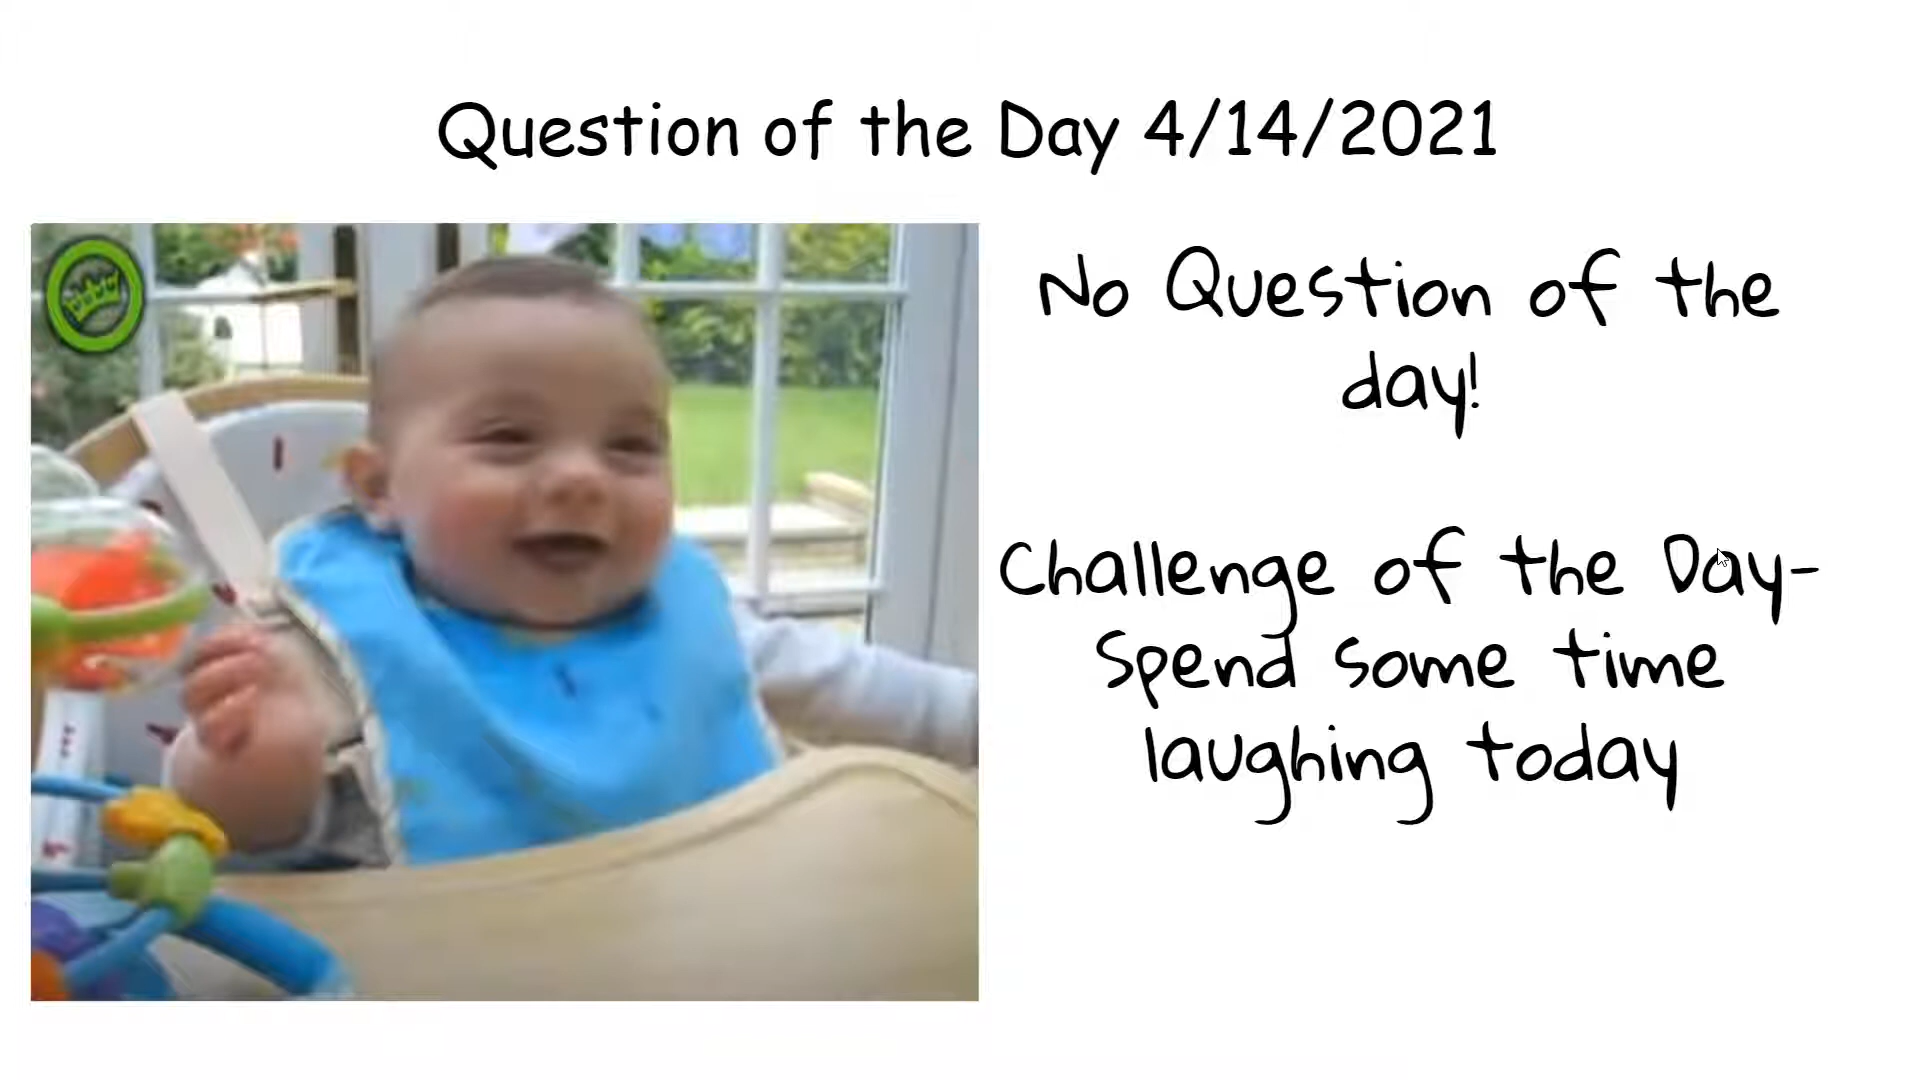 Question of the Day 4/14/2021
No Question of the
day!
Challenge of the Day-
Spend some time
laughing today